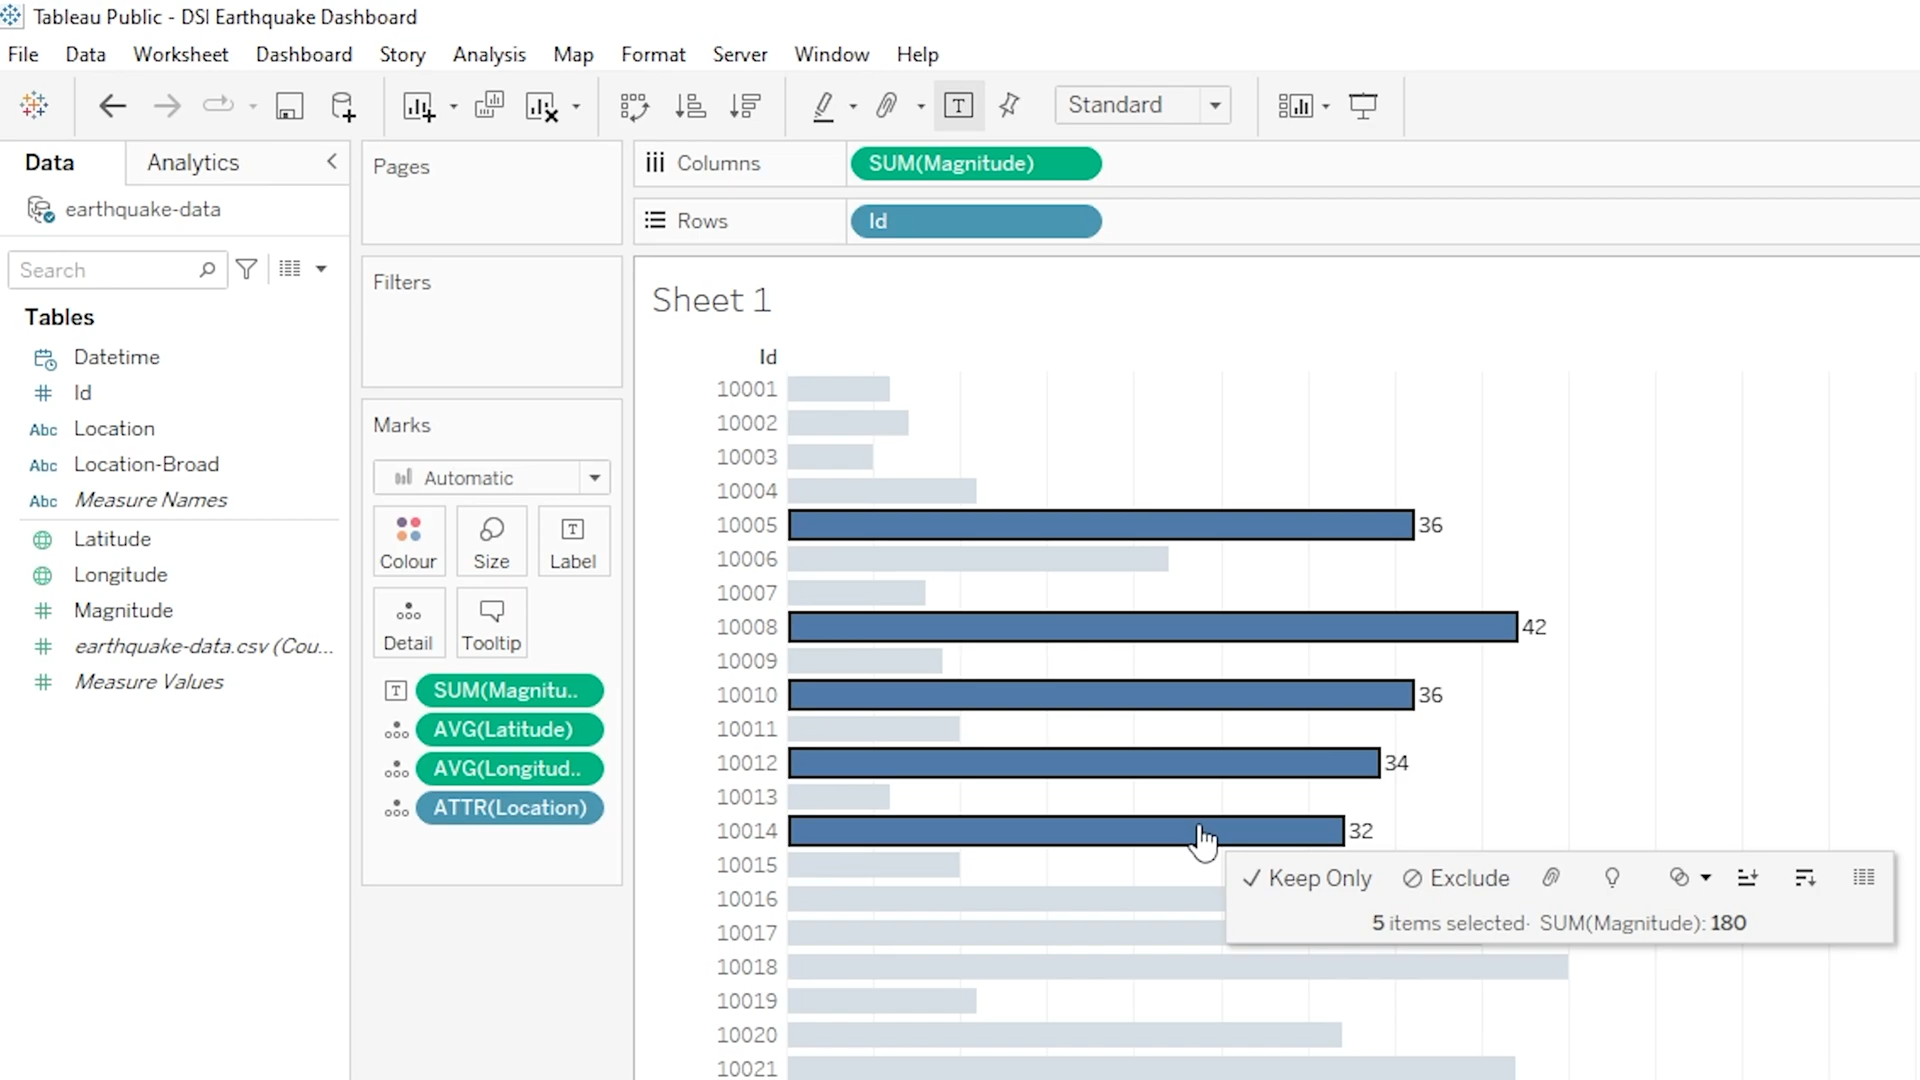 Tableau Public - DSI Earthquake Dashboard
File Data Worksheet Dashboard Story Analysis Map Format Server Window Help
Standard
Data Analytics
earthquake-data
Search
Tables
Datetime
Id
Abc Location
Abc Location-Broad
Abc Measure Names
Latitude
Longitude
Magnitude
earthquake-data.csv (Cou...
Measure Values
Pages
Filters
Marks
Automatic
Colour Size Label
Detail Tooltip
SUM(Magnitu..
AVG(Latitude)
AVG(Longitud..
ATTR(Location)
Columns SUM(Magnitude)
Rows Id
Sheet 1
Id
10001
10002
10003
10004
10005 36
10006
10007
10008 42
10009
10010 36
10011
10012 34
10013
10014 32
10015
10016
10017
10018
10019
10020
10021
Keep Only Exclude
5 items selected· SUM(Magnitude): 180